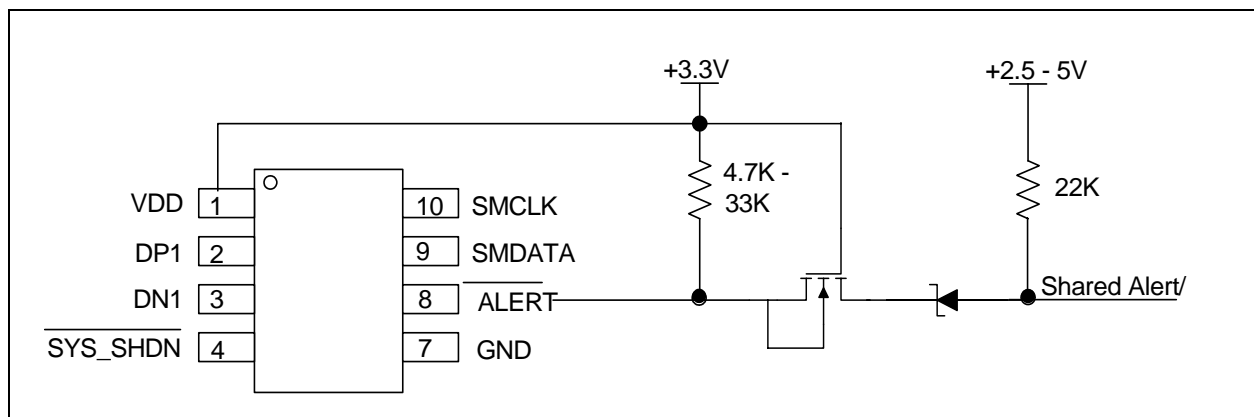 +3.3V
+2.5 - 5V
4.7K -
33K
22K
VDD 1
10 SMCLK
DP1 2
9 SMDATA
DN1 3
8 ALERT
Shared Alert/
SYS_SHDN 4
7 GND